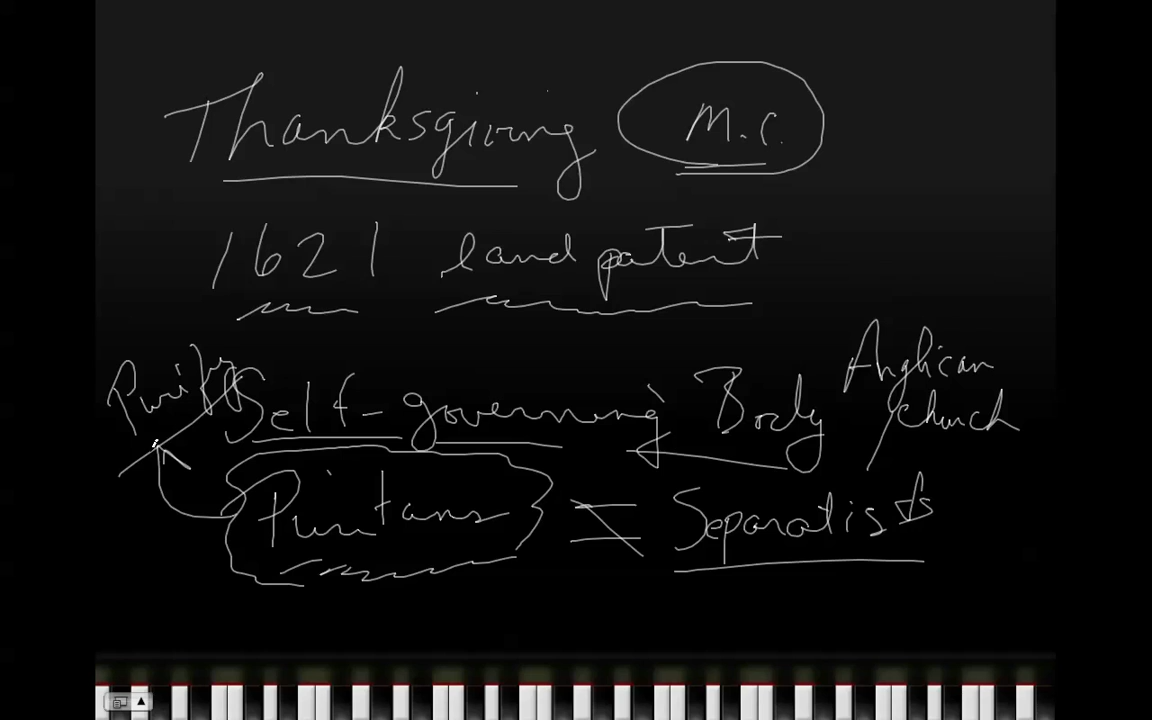 Thanksgiving M.C.
1621 land patent
Purify Self-governing Body Anglican church
Puritans ≠ Separatists